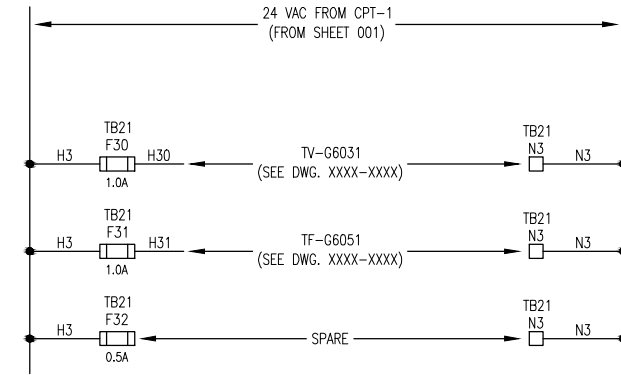 24 VAC FROM CPT-1
(FROM SHEET 001)
TB21
F30
H3
H30
1.0A
TV-G6031
(SEE DWG. XXXX-XXXX)
TB21
N3
N3
TB21
F31
H3
H31
1.0A
TF-G6051
(SEE DWG. XXXX-XXXX)
TB21
N3
N3
TB21
F32
H3
0.5A
SPARE
TB21
N3
N3